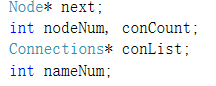 Node* next;
int nodeNum, conCount;
Connections* conList;
int nameNum;